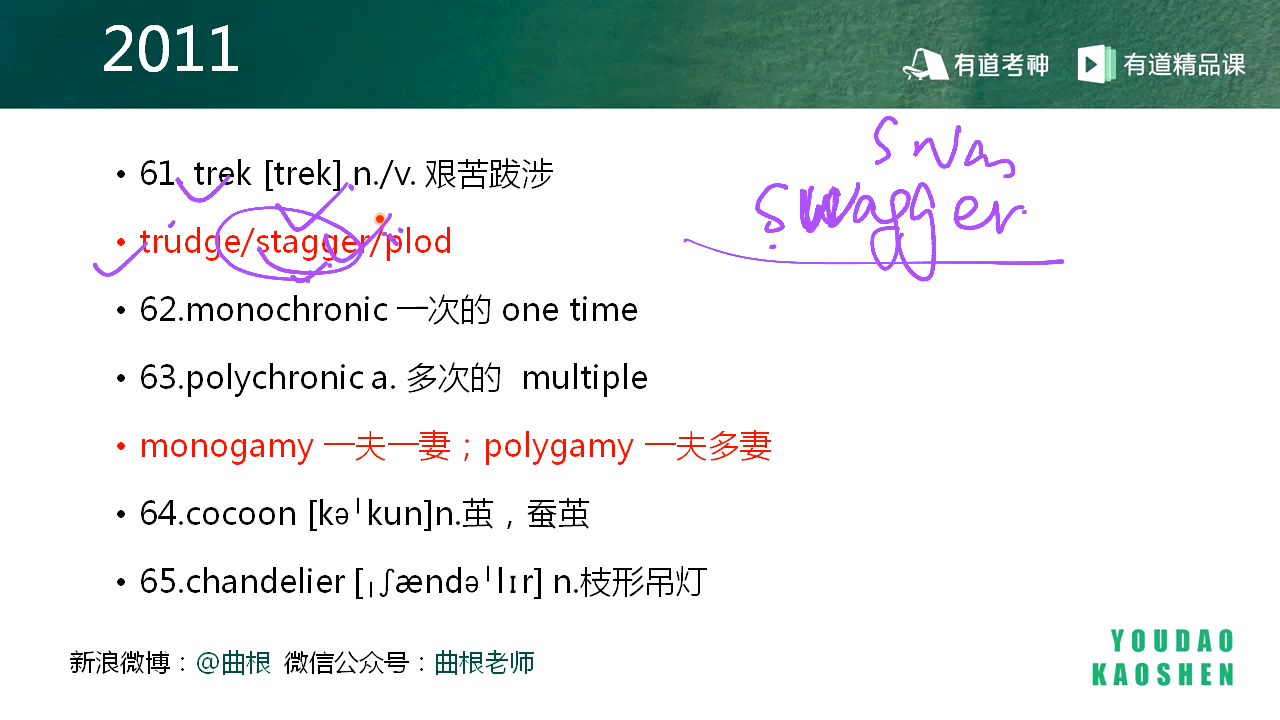 2011
有道考神 有道精品课
• 61. trek [trek] n./v. 艰苦跋涉
• trudge/stagger/plod
• 62.monochronic 一次的 one time
• 63.polychronic a. 多次的 multiple
• monogamy 一夫一妻；polygamy 一夫多妻
• 64.cocoon [kəˈkun]n.茧，蚕茧
• 65.chandelier [ˌʃændəˈlɪr] n.枝形吊灯
swagger
新浪微博：@曲根 微信公众号：曲根老师
YOUDAO
KAOSHEN